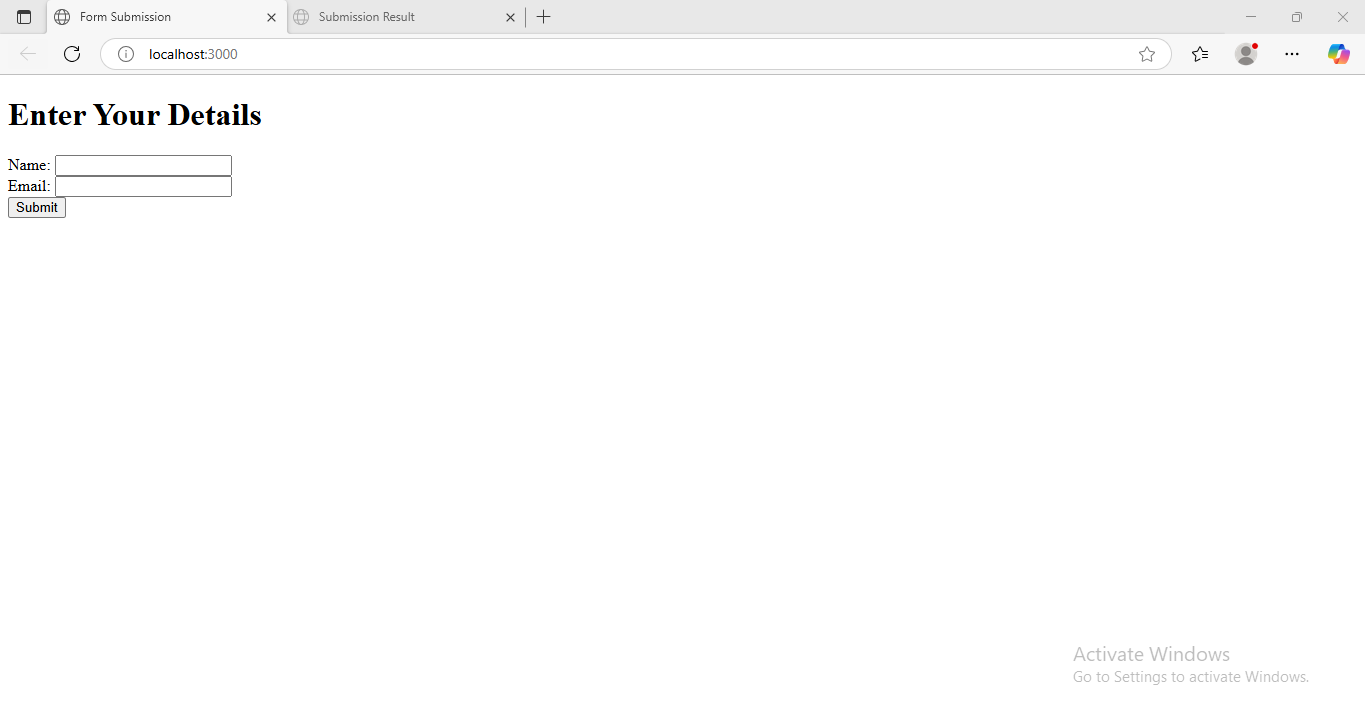 Form Submission
Submission Result
localhost:3000
Enter Your Details
Name:
Email:
Submit
Activate Windows
Go to Settings to activate Windows.